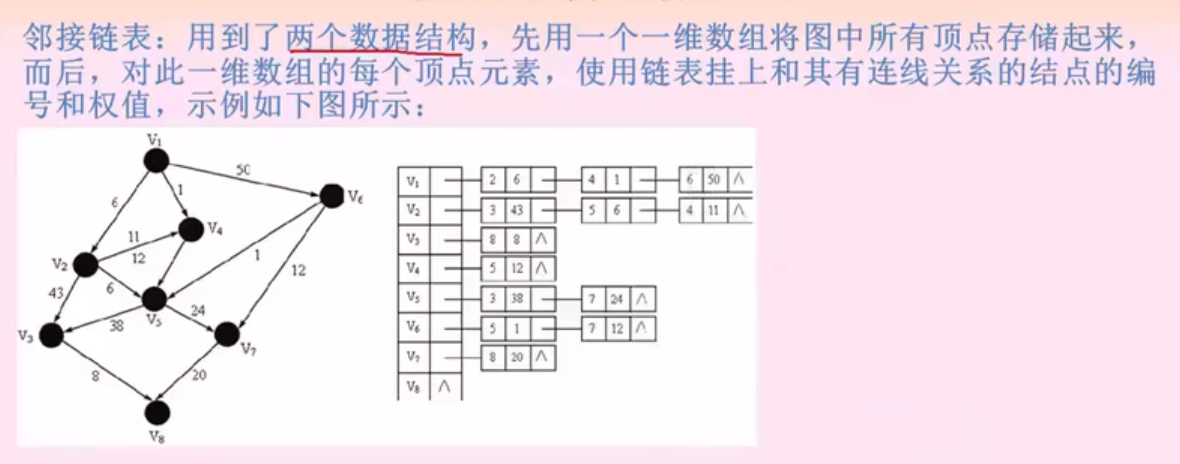 邻接链表：用到了两个数据结构，先用一个一维数组将图中所有顶点存储起来，
而后，对此一维数组的每个顶点元素，使用链表挂上和其有连线关系的结点的编
号和权值，示例如下图所示：
V1
50
V6
6
1
V4
11
12
V2
1
12
6
43
V5
24
38
V3
V7
8
20
V8
V1 2 6 4 1 6 50 ∧
V2 3 43 5 6 4 11 ∧
V3 8 8 ∧
V4 5 12 ∧
V5 3 38 7 24 ∧
V6 5 1 7 12 ∧
V7 8 20 ∧
V8 ∧